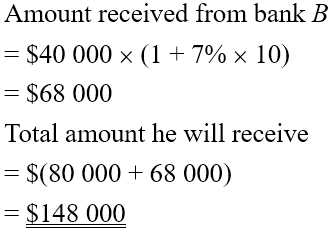 Amount received from bank B
= $40 000 × (1 + 7% × 10)
= $68 000
Total amount he will receive
= $(80 000 + 68 000)
= $148 000